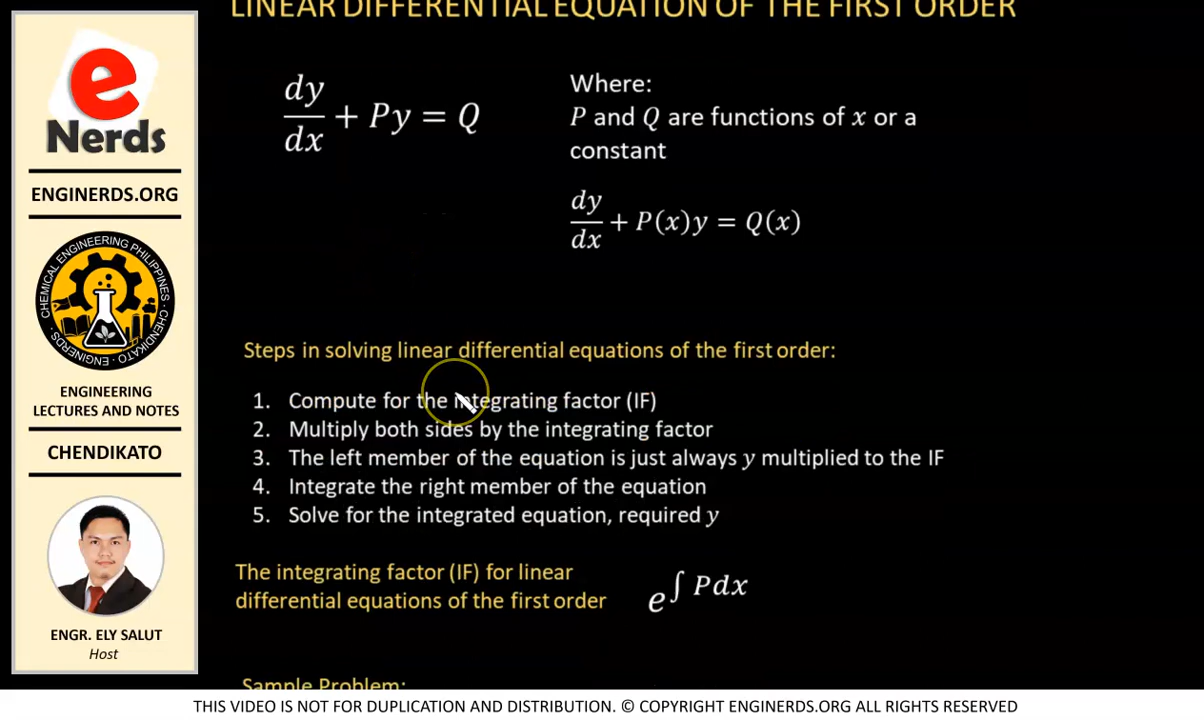 LINEAR DIFFERENTIAL EQUATION OF THE FIRST ORDER
e
Nerds
ENGINERDS.ORG
CHEMICAL ENGINEERING PHILIPPINES
CHENDIKATO · ENGINERDS
ENGINEERING
LECTURES AND NOTES
CHENDIKATO
ENGR. ELY SALUT
Host
dy/dx + Py = Q
Where:
P and Q are functions of x or a
constant
dy/dx + P(x)y = Q(x)
Steps in solving linear differential equations of the first order:
1. Compute for the integrating factor (IF)
2. Multiply both sides by the integrating factor
3. The left member of the equation is just always y multiplied to the IF
4. Integrate the right member of the equation
5. Solve for the integrated equation, required y
The integrating factor (IF) for linear
differential equations of the first order
e^∫ Pdx
Sample Problem:
THIS VIDEO IS NOT FOR DUPLICATION AND DISTRIBUTION. © COPYRIGHT ENGINERDS.ORG ALL RIGHTS RESERVED